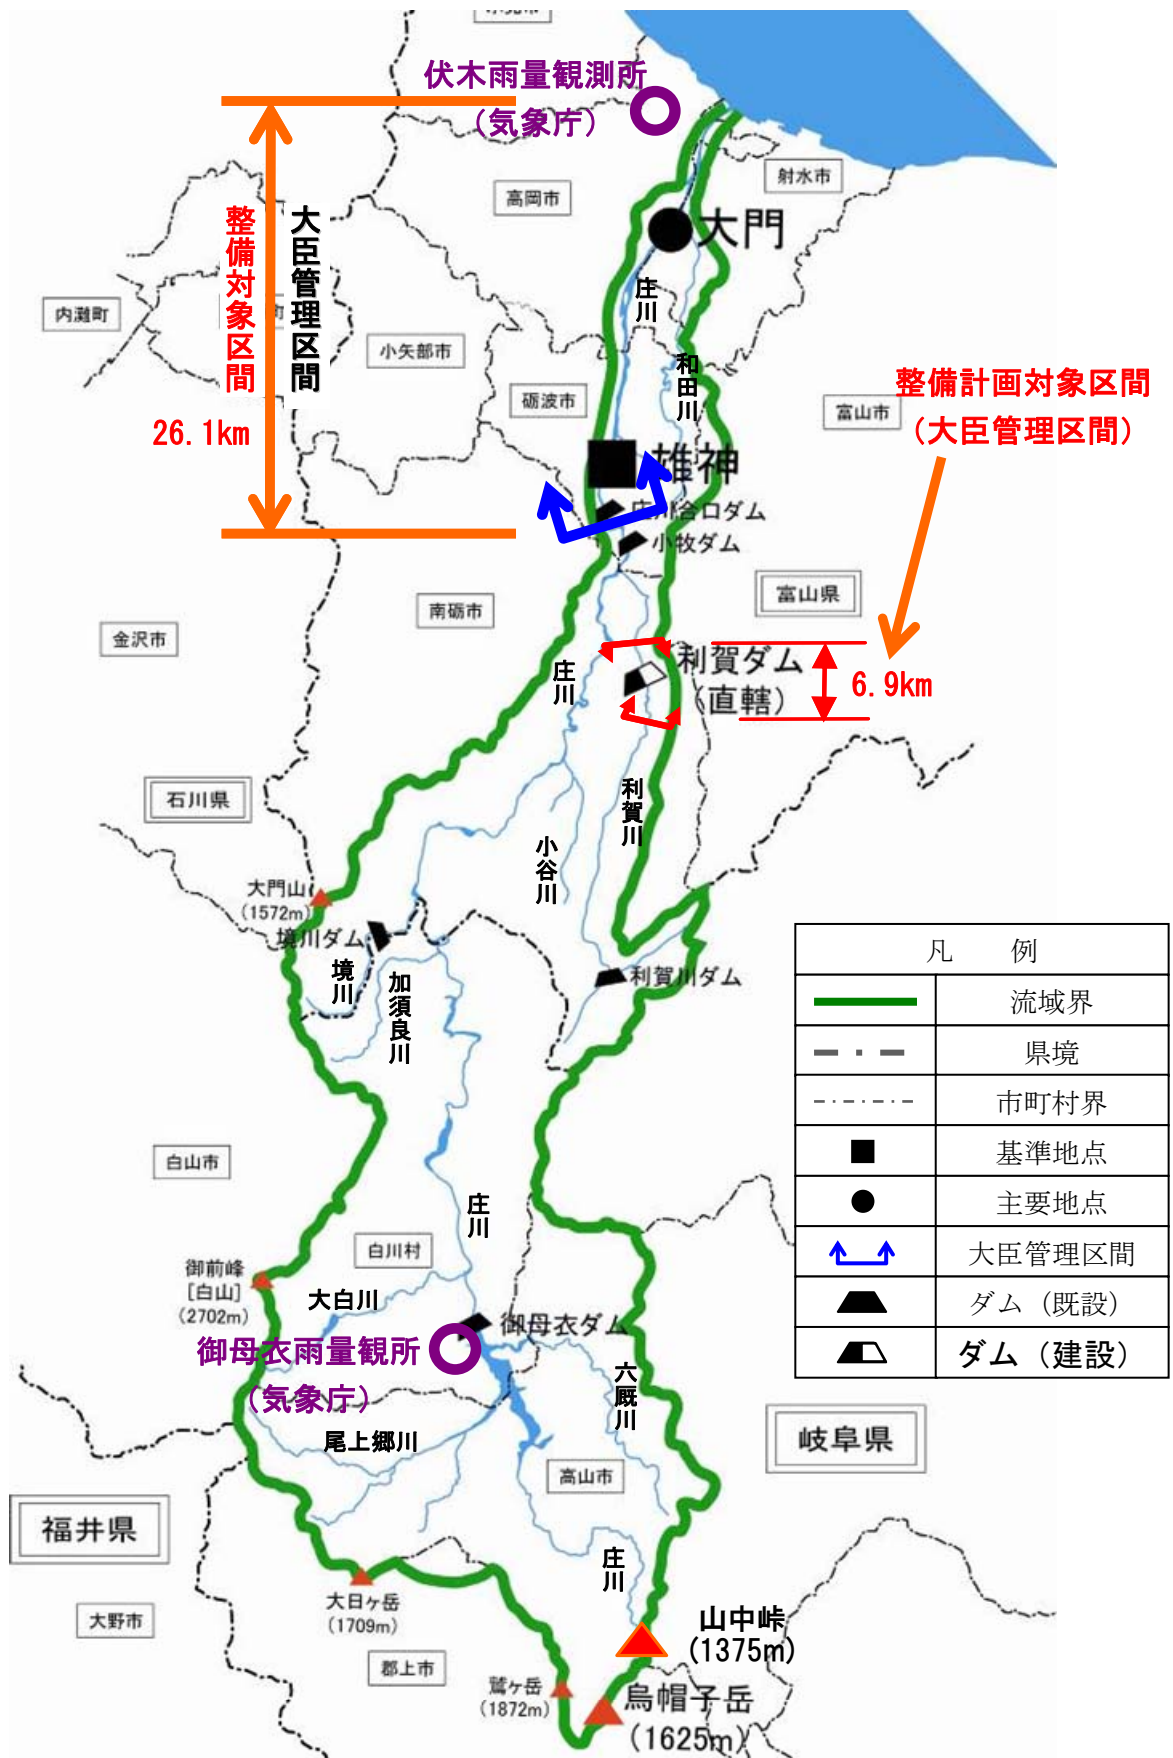 伏木雨量観測所
（気象庁）
射水市
高岡市
大門
整備対象区間
大臣管理区間
26.1km
内灘町
町
小矢部市
庄川
和田川
砺波市
富山市
整備計画対象区間
（大臣管理区間）
雄神
庄川合口ダム
小牧ダム
富山県
南砺市
金沢市
庄川
利賀ダム
（直轄）
6.9km
石川県
利賀川
小谷川
大門山
(1572m)
境川ダム
境川
加須良川
利賀川ダム
凡 例
流域界
県境
市町村界
基準地点
主要地点
大臣管理区間
ダム（既設）
ダム（建設）
白山市
庄川
白川村
御前峰
[白山]
(2702m)
大白川
御母衣ダム
御母衣雨量観所
（気象庁）
六厩川
尾上郷川
岐阜県
高山市
福井県
庄川
大日ヶ岳
(1709m)
大野市
山中峠
(1375m)
郡上市
鷲ヶ岳
(1872m)
烏帽子岳
(1625m)